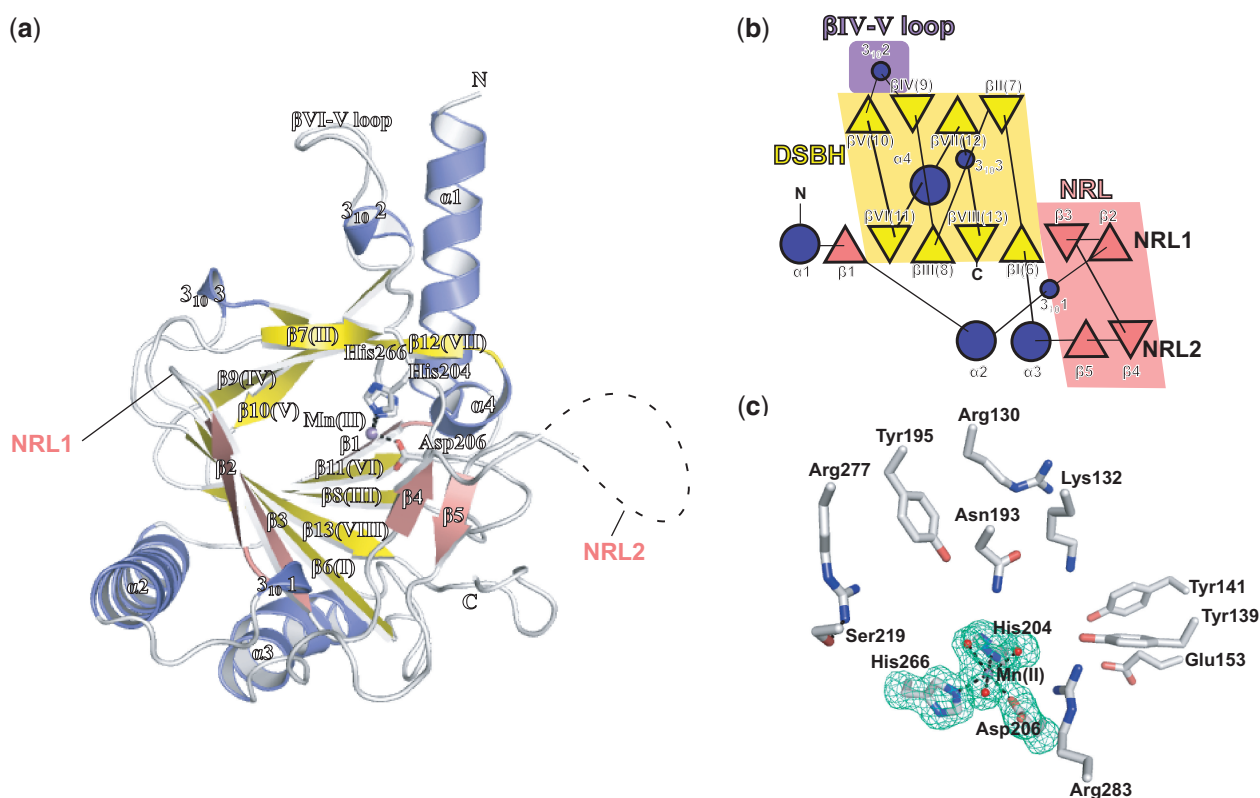 (a)
N
βVI-V loop
α1
3₁₀ 2
3₁₀ 3
β7(II)
β12(VII)
His266
His204
β9(IV)
α4
β10(V)
Mn(III)
NRL1
β1
Asp206
β2
β11(VI)
β8(III)
β4
β3
β5
β13(VIII)
NRL2
β6(I)
α2
3₁₀ 1
C
α3
(b)
βIV-V loop
3₁₀2
βIV(9)
βII(7)
βV(10)
βVII(12)
DSBH
α4
3₁₀3
NRL
N
βVI(11)
βVIII(13)
β3
β2
NRL1
α1
β1
βIII(8)
C
βI(6)
3₁₀1
NRL2
α2
α3
β5
β4
(c)
Arg130
Tyr195
Arg277
Lys132
Asn193
Tyr141
Tyr139
Ser219
His204
Glu153
His266
Mn(II)
Asp206
Arg283